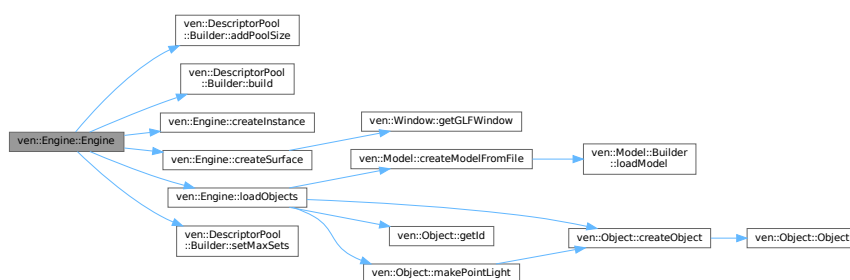 ven::DescriptorPool
::Builder::addPoolSize
ven::DescriptorPool
::Builder::build
ven::Engine::createInstance
ven::Window::getGLFWindow
ven::Engine::Engine
ven::Engine::createSurface
ven::Model::createModelFromFile
ven::Model::Builder
::loadModel
ven::Engine::loadObjects
ven::DescriptorPool
::Builder::setMaxSets
ven::Object::getId
ven::Object::createObject
ven::Object::Object
ven::Object::makePointLight